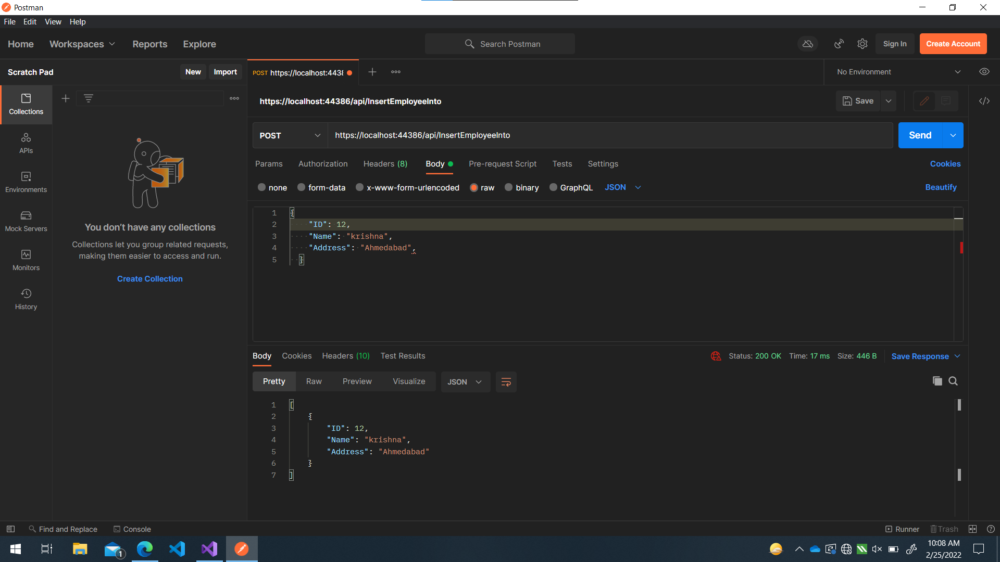 Postman
File Edit View Help
Home Workspaces Reports Explore Search Postman Sign In Create Account
Scratch Pad New Import POST https://localhost:4438 No Environment
Collections
APIs
Environments
Mock Servers
Monitors
History
You don’t have any collections
Collections let you group related requests,
making them easier to access and run.
Create Collection
https://localhost:44386/api/InsertEmployeeInto Save
POST https://localhost:44386/api/InsertEmployeeInto Send
Params Authorization Headers (8) Body Pre-request Script Tests Settings Cookies
none form-data x-www-form-urlencoded raw binary GraphQL JSON Beautify
1 {
2 "ID": 12,
3 "Name": "krishna",
4 "Address": "Ahmedabad",
5 }
Body Cookies Headers (10) Test Results Status: 200 OK Time: 17 ms Size: 446 B Save Response
Pretty Raw Preview Visualize JSON
1 [
2 {
3 "ID": 12,
4 "Name": "krishna",
5 "Address": "Ahmedabad"
6 }
7 ]
Find and Replace Console Runner Trash
1
10:08 AM
2/25/2022